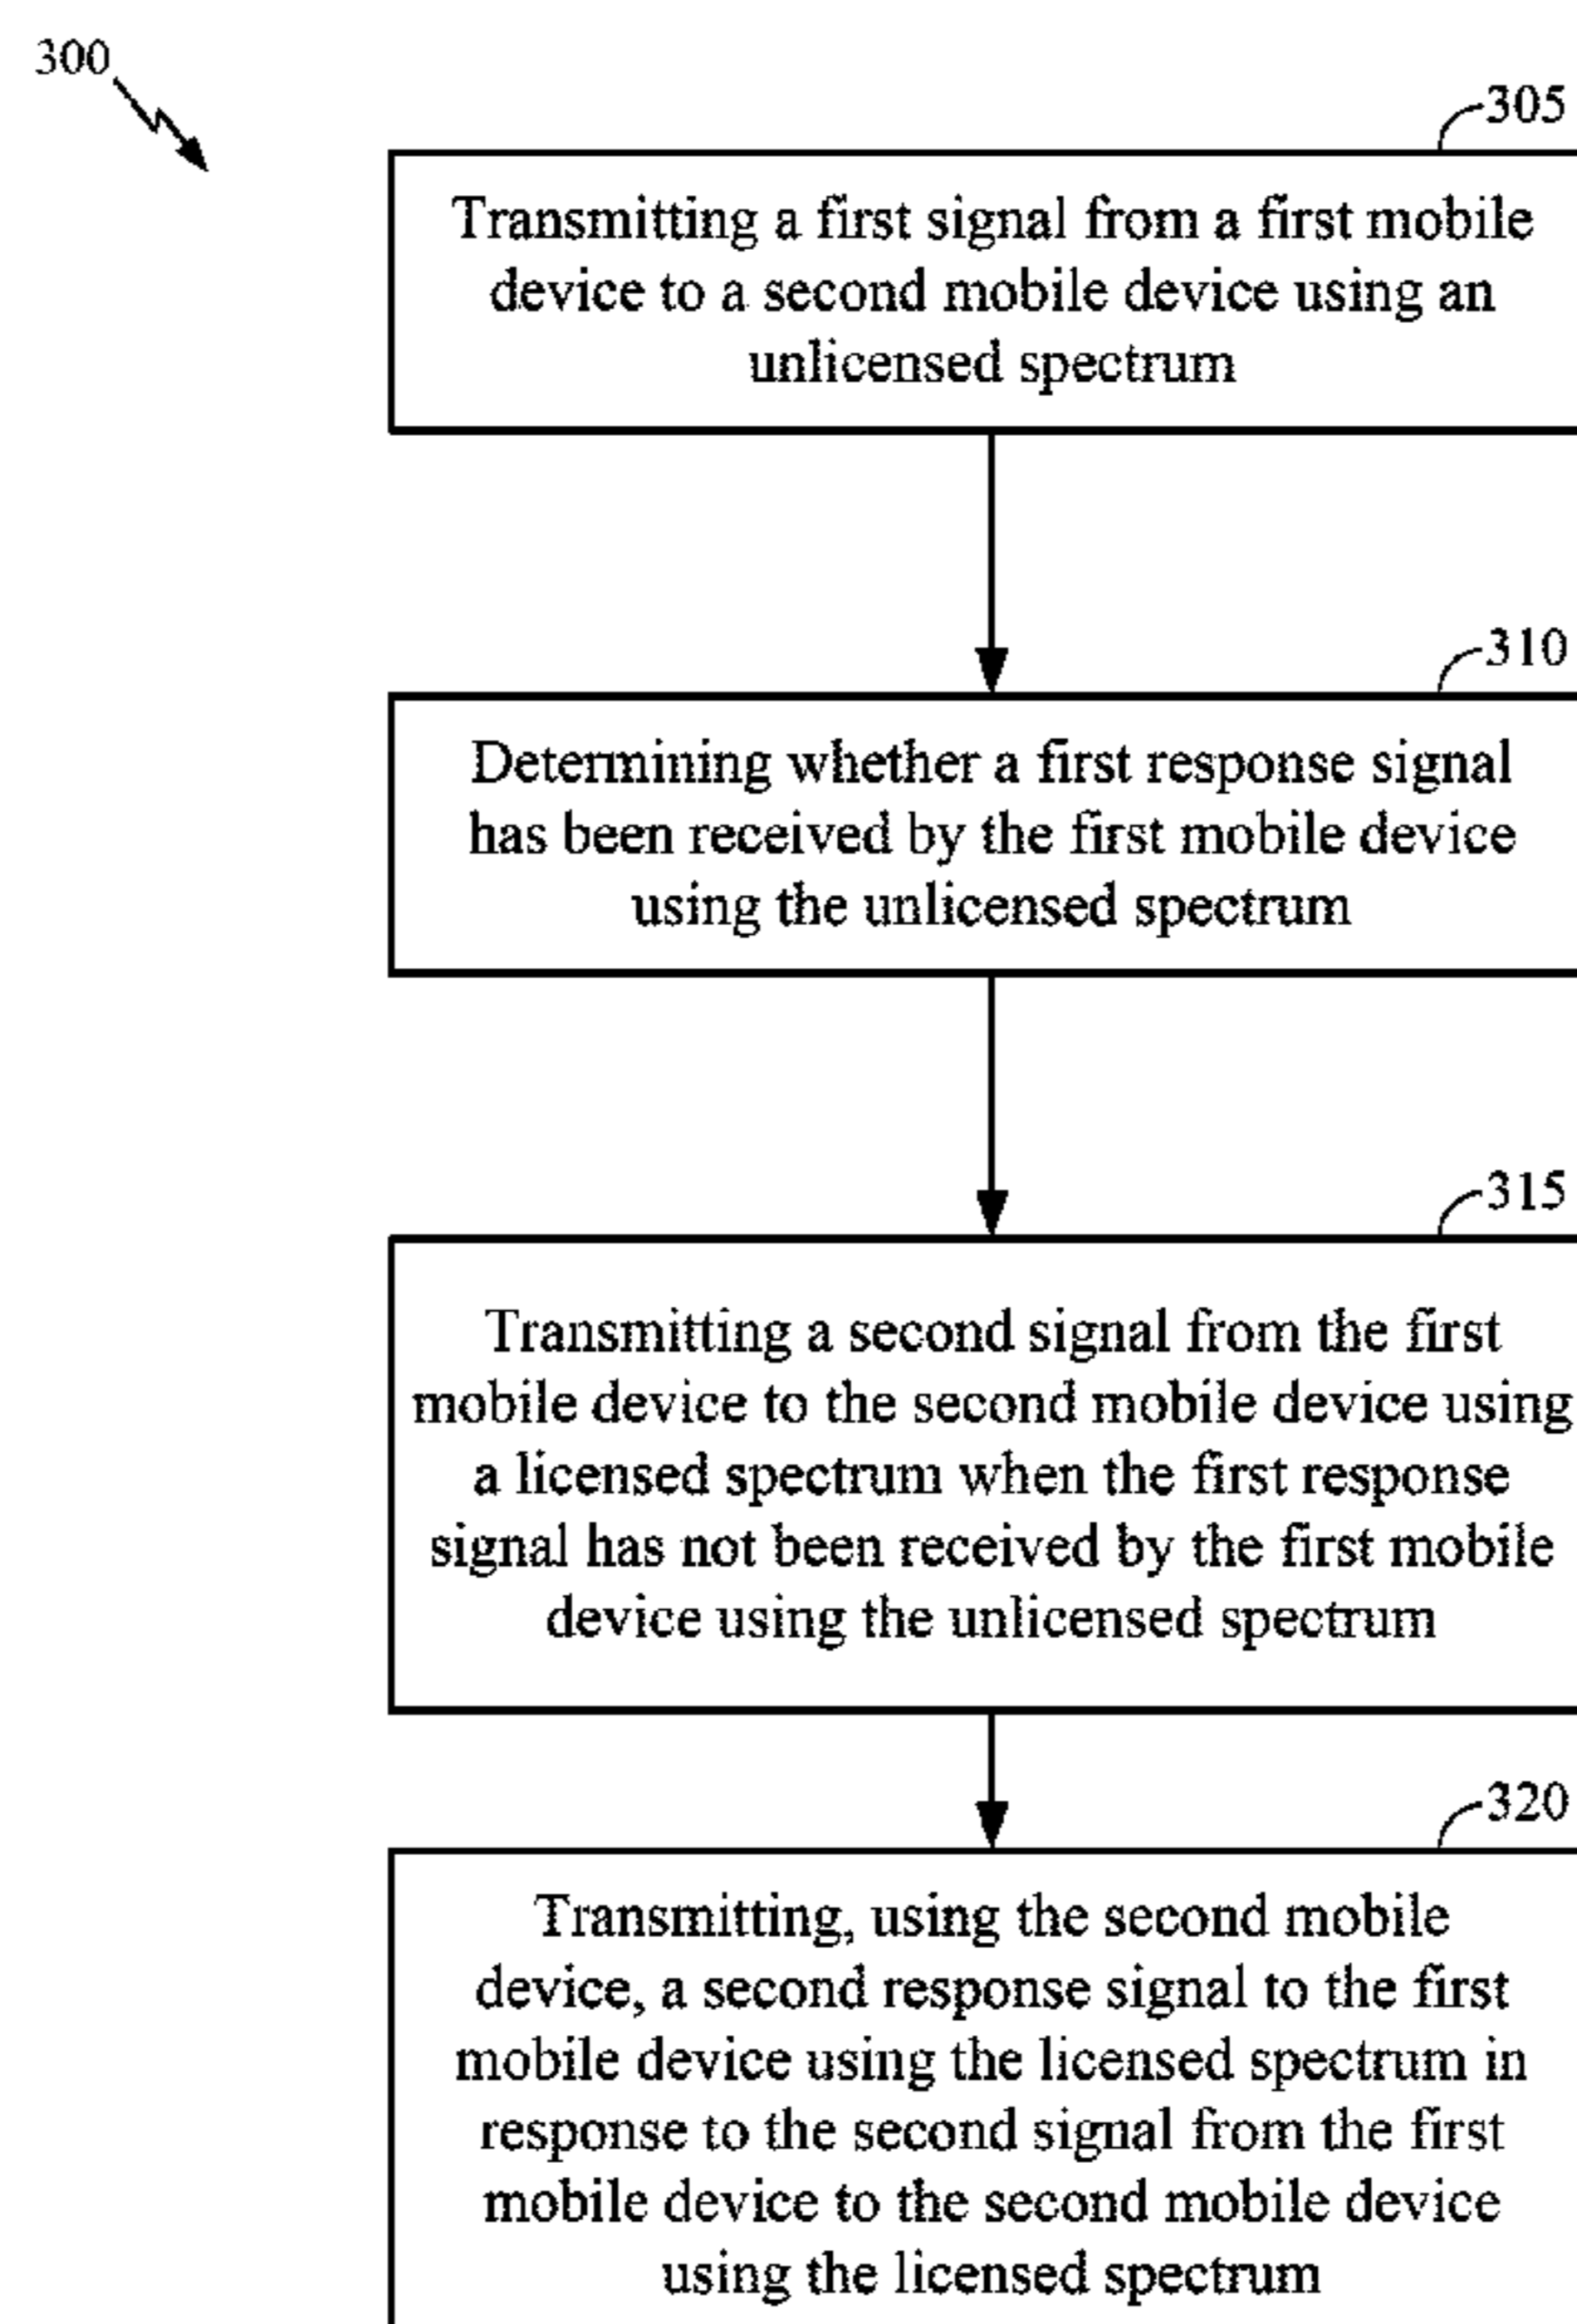 300
305
Transmitting a first signal from a first mobile
device to a second mobile device using an
unlicensed spectrum
310
Determining whether a first response signal
has been received by the first mobile device
using the unlicensed spectrum
315
Transmitting a second signal from the first
mobile device to the second mobile device using
a licensed spectrum when the first response
signal has not been received by the first mobile
device using the unlicensed spectrum
320
Transmitting, using the second mobile
device, a second response signal to the first
mobile device using the licensed spectrum in
response to the second signal from the first
mobile device to the second mobile device
using the licensed spectrum